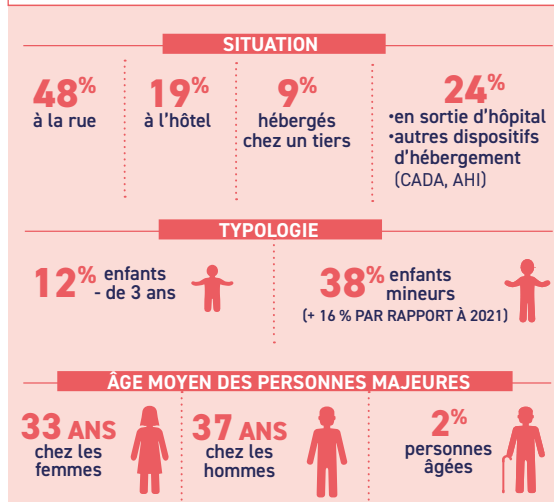 SITUATION
48%
à la rue
19%
à l'hôtel
9%
hébergés
chez un tiers
24%
•en sortie d'hôpital
•autres dispositifs
d'hébergement
(CADA, AHI)
TYPOLOGIE
12% enfants
- de 3 ans
38% enfants
mineurs
(+ 16 % PAR RAPPORT À 2021)
ÂGE MOYEN DES PERSONNES MAJEURES
33 ANS
chez les
femmes
37 ANS
chez les
hommes
2%
personnes
âgées